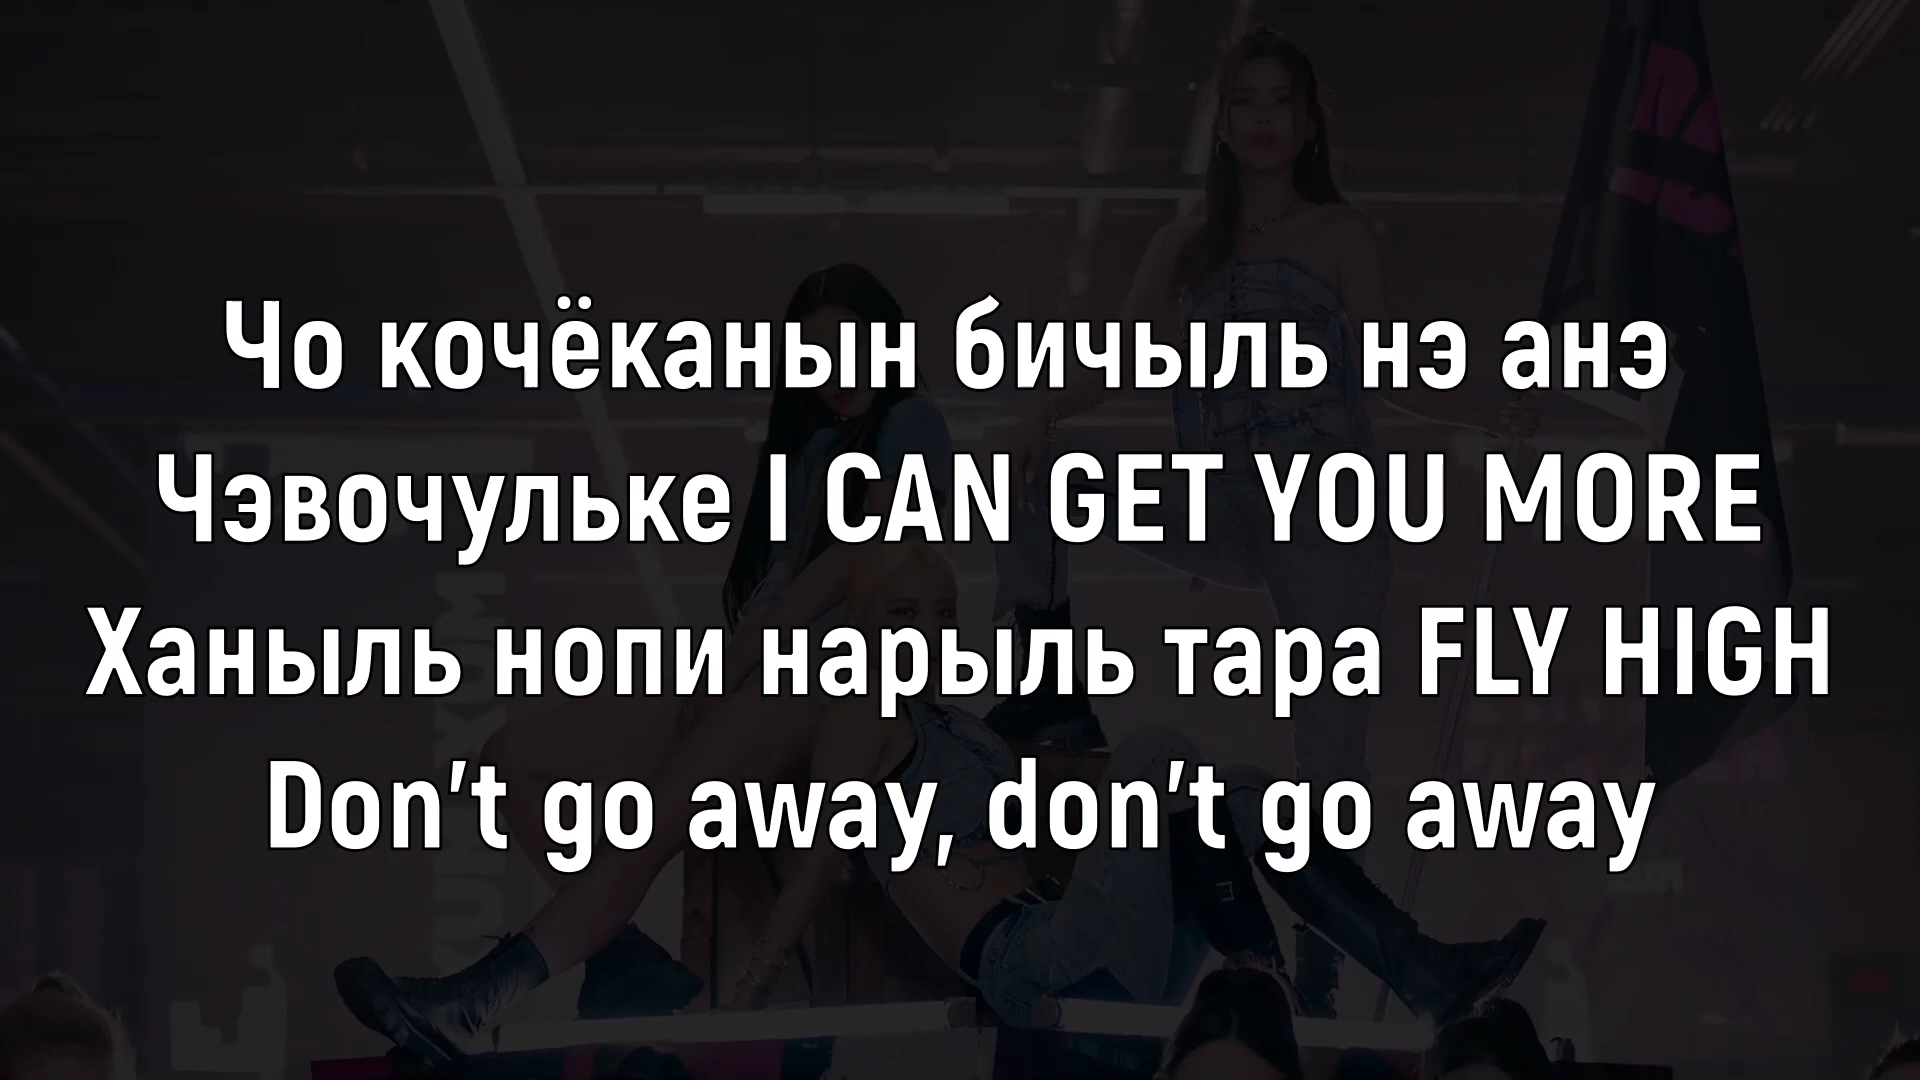 Чо кочёканын бичыль нэ анэ
Чэвочульке I CAN GET YOU MORE
Ханыль нопи нарыль тара FLY HIGH
Don't go away, don't go away